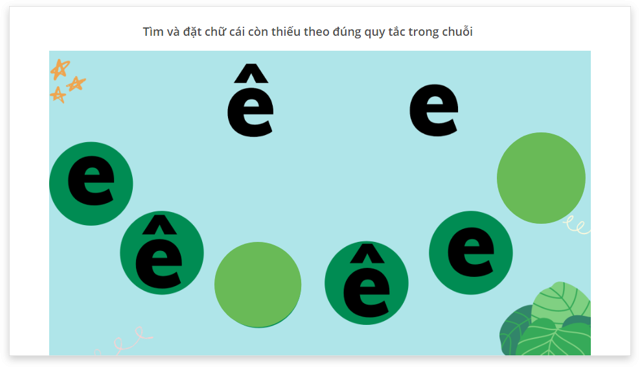 Tìm và đặt chữ cái còn thiếu theo đúng quy tắc trong chuỗi
ê e
e
ê ê e